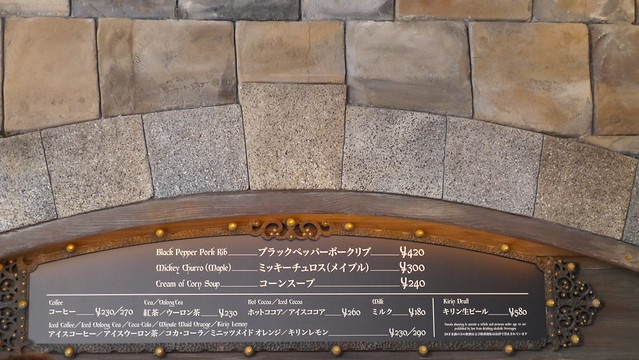 Black Pepper Pork Rib ブラックペッパーポークリブ ¥420
Mickey Churro (Maple) ミッキーチュロス(メイプル) ¥300
Cream of Corn Soup コーンスープ ¥240
Coffee Tea/Oolong Tea Hot Cocoa/Iced Cocoa Milk Kirin Draft
コーヒー ¥230/270 紅茶/ウーロン茶 ¥230 ホットココア/アイスココア ¥260 ミルク ¥180 キリン生ビール ¥580
Iced Coffee/Iced Oolong Tea/Coca-Cola/Minute Maid Orange/Kirin Lemon
アイスコーヒー/アイスウーロン茶/コカ・コーラ/ミニッツメイド オレンジ/キリンレモン ¥230/290